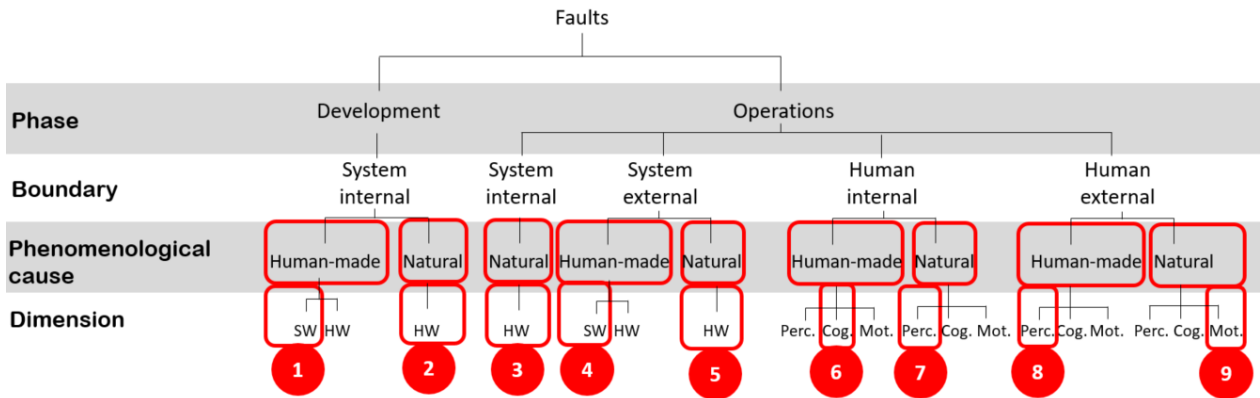 Faults
Phase
Development
Operations
Boundary
System internal
System internal
System external
Human internal
Human external
Phenomenological cause
Human-made
Natural
Natural
Human-made
Natural
Human-made
Natural
Human-made
Natural
Dimension
SW HW
HW
HW
SW HW
HW
Perc. Cog. Mot.
Perc. Cog. Mot.
Perc. Cog. Mot.
Perc. Cog. Mot.
1
2
3
4
5
6
7
8
9